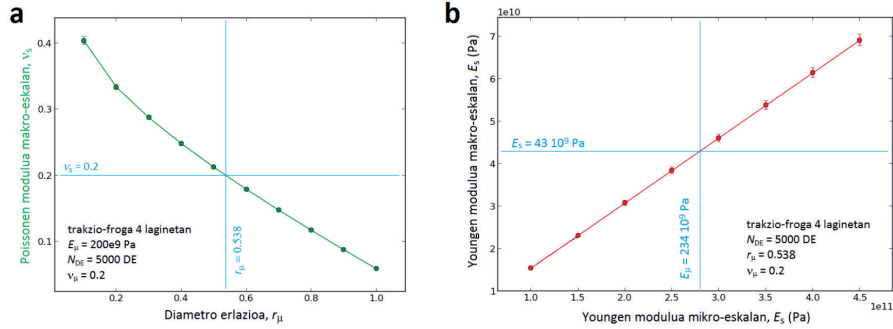 a
Poissonen modulua makro-eskalan, νs
0.4
0.3
0.2
0.1
νs = 0.2
rμ = 0.538
trakzio-froga 4 laginetan
Eμ = 200e9 Pa
NDE = 5000 DE
νμ = 0.2
0.2 0.4 0.6 0.8 1.0
Diametro erlazioa, rμ
b
1e10
Youngen modulua makro-eskalan, Es (Pa)
7
6
5
4
3
2
1
Es = 43 10⁹ Pa
Eμ = 234 10⁹ Pa
trakzio-froga 4 laginetan
NDE = 5000 DE
rμ = 0.538
νμ = 0.2
1.0 1.5 2.0 2.5 3.0 3.5 4.0 4.5
1e11
Youngen modulua mikro-eskalan, Es (Pa)